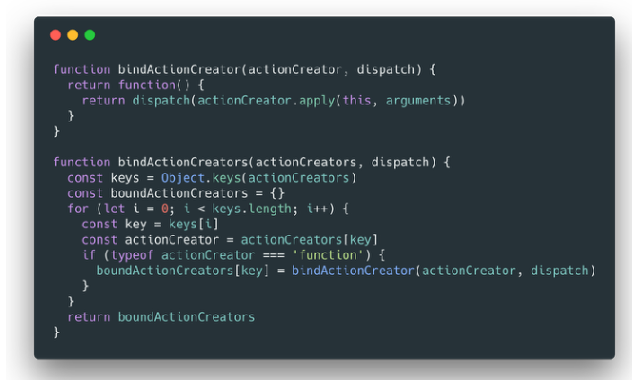 function bindActionCreator(actionCreator, dispatch) {
  return function() {
    return dispatch(actionCreator.apply(this, arguments))
  }
}

function bindActionCreators(actionCreators, dispatch) {
  const keys = Object.keys(actionCreators)
  const boundActionCreators = {}
  for (let i = 0; i < keys.length; i++) {
    const key = keys[i]
    const actionCreator = actionCreators[key]
    if (typeof actionCreator === 'function') {
      boundActionCreators[key] = bindActionCreator(actionCreator, dispatch)
    }
  }
  return boundActionCreators
}